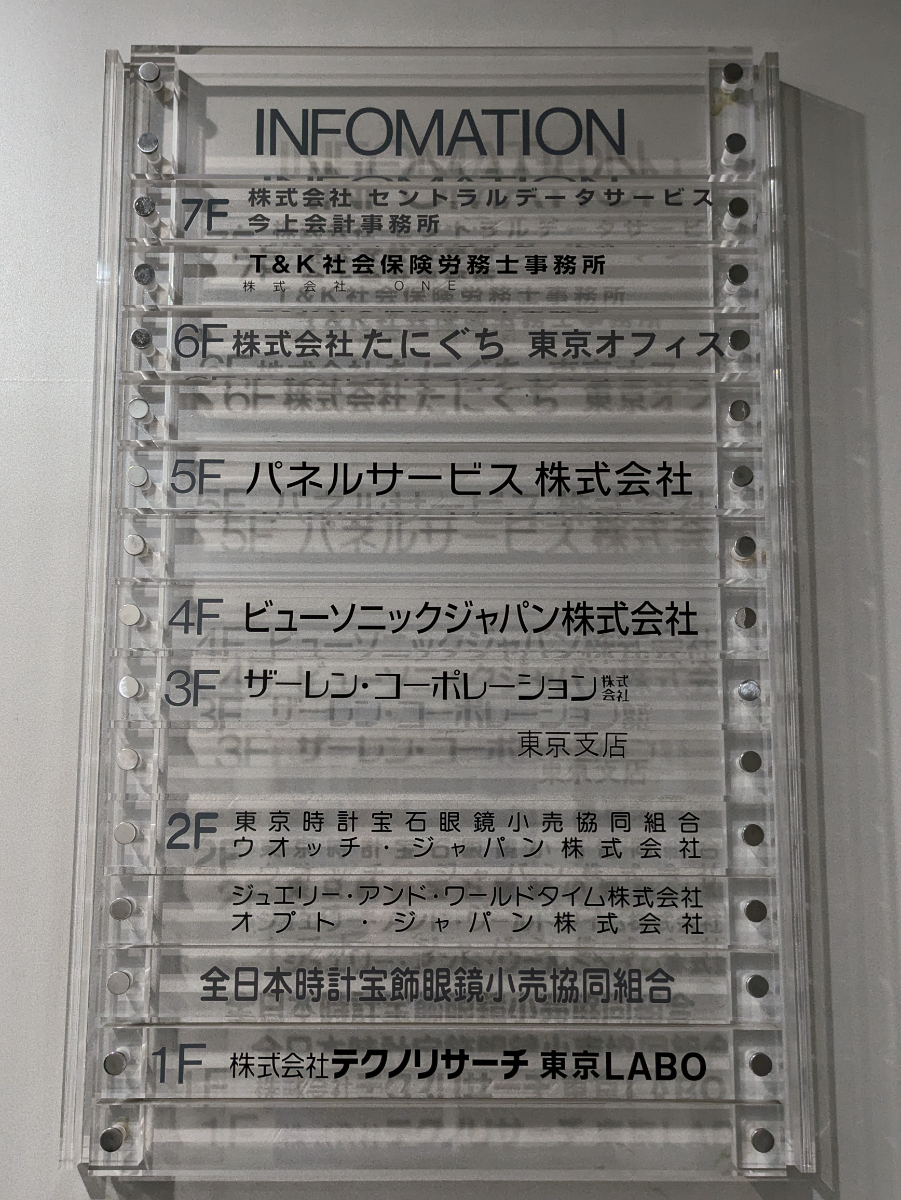 INFOMATION
7F 株式会社 セントラルデータサービス
今上会計事務所
T&K社会保険労務士事務所
株式会社 ONE
6F 株式会社 たにぐち 東京オフィス
5F パネルサービス 株式会社
4F ビューソニックジャパン株式会社
3F ザーレン・コーポレーション株式会社
東京支店
2F 東京時計宝石眼鏡小売協同組合
ウオッチ・ジャパン株式会社
ジュエリー・アンド・ワールドタイム株式会社
オプト・ジャパン株式会社
全日本時計宝飾眼鏡小売協同組合
1F 株式会社テクノリサーチ 東京LABO